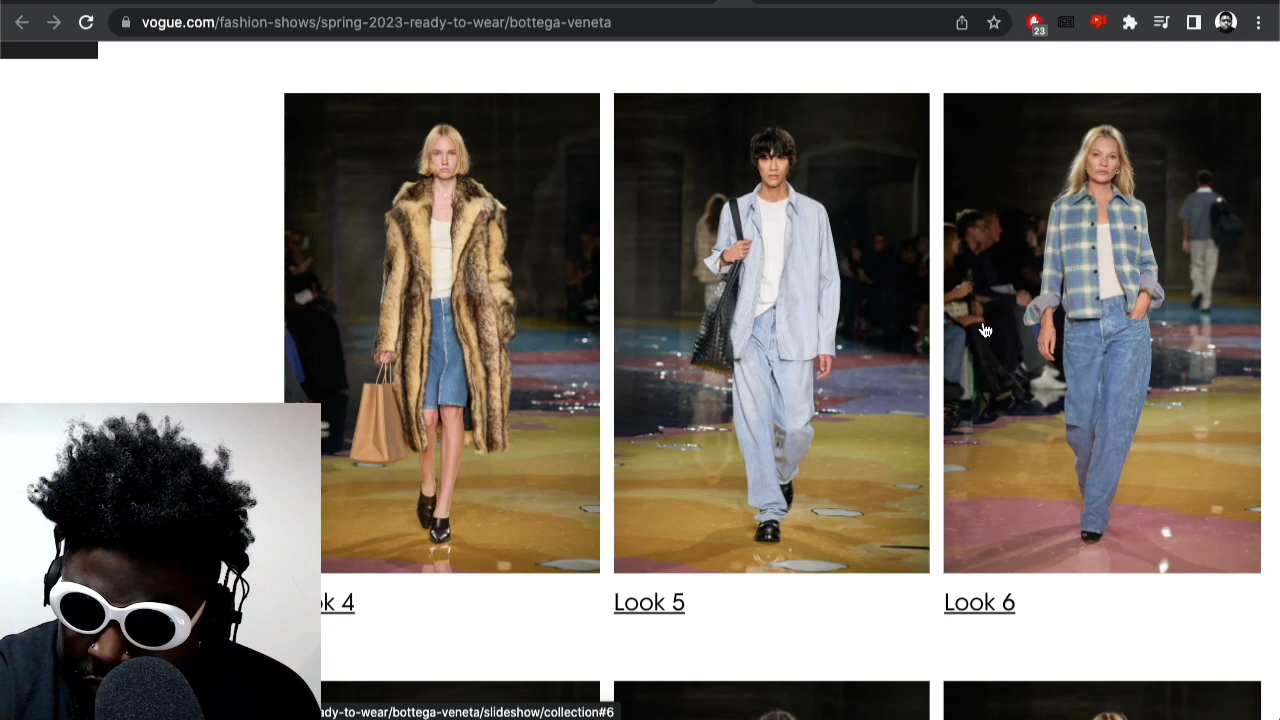 vogue.com/fashion-shows/spring-2023-ready-to-wear/bottega-veneta
23
ok 4
Look 5
Look 6
ady-to-wear/bottega-veneta/slideshow/collection#6